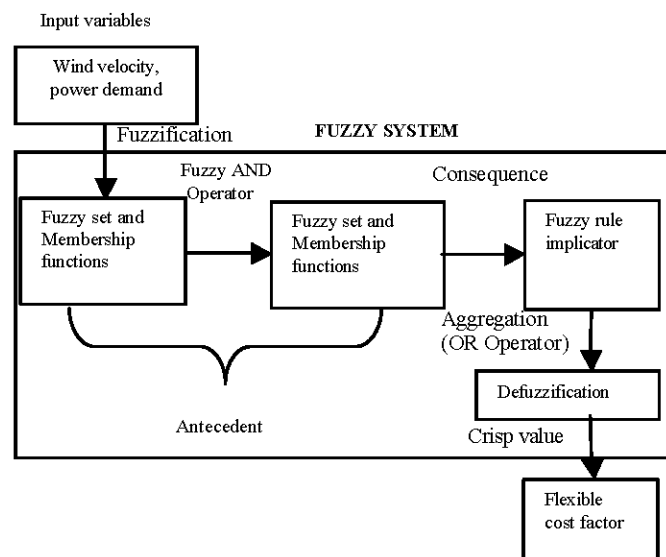 Input variables
Wind velocity,
power demand
Fuzzification
FUZZY SYSTEM
Fuzzy AND
Operator
Consequence
Fuzzy set and
Membership
functions
Fuzzy set and
Membership
functions
Fuzzy rule
implicator
Aggregation
(OR Operator)
Antecedent
Defuzzification
Crisp value
Flexible
cost factor